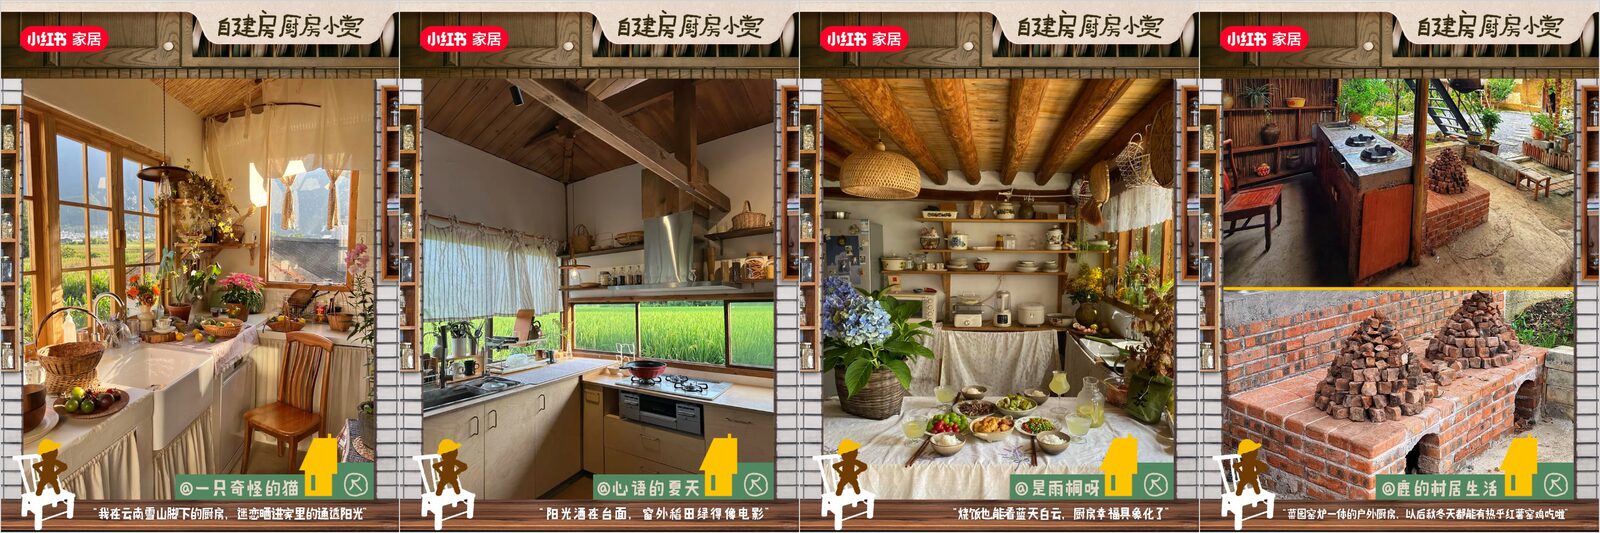 小红书 家居
自建房厨房小赏
@一只奇怪的猫
"我在云南雪山脚下的厨房，迷恋晒进家里的通透阳光"
小红书 家居
自建房厨房小赏
@心语的夏天
"阳光洒在台面，窗外稻田绿得像电影"
小红书 家居
自建房厨房小赏
@是雨桐呀
"烧饭也能看蓝天白云，厨房幸福具象化了"
小红书 家居
自建房厨房小赏
@鹿的村居生活
"菜园窑炉一体的户外厨房，以后秋冬天都能有热乎红薯窑鸡吃啦"